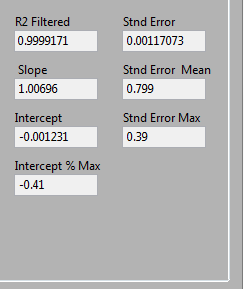 R2 Filtered
0.9999171
Stnd Error
0.00117073
Slope
1.00696
Stnd Error Mean
0.799
Intercept
-0.001231
Stnd Error Max
0.39
Intercept % Max
-0.41